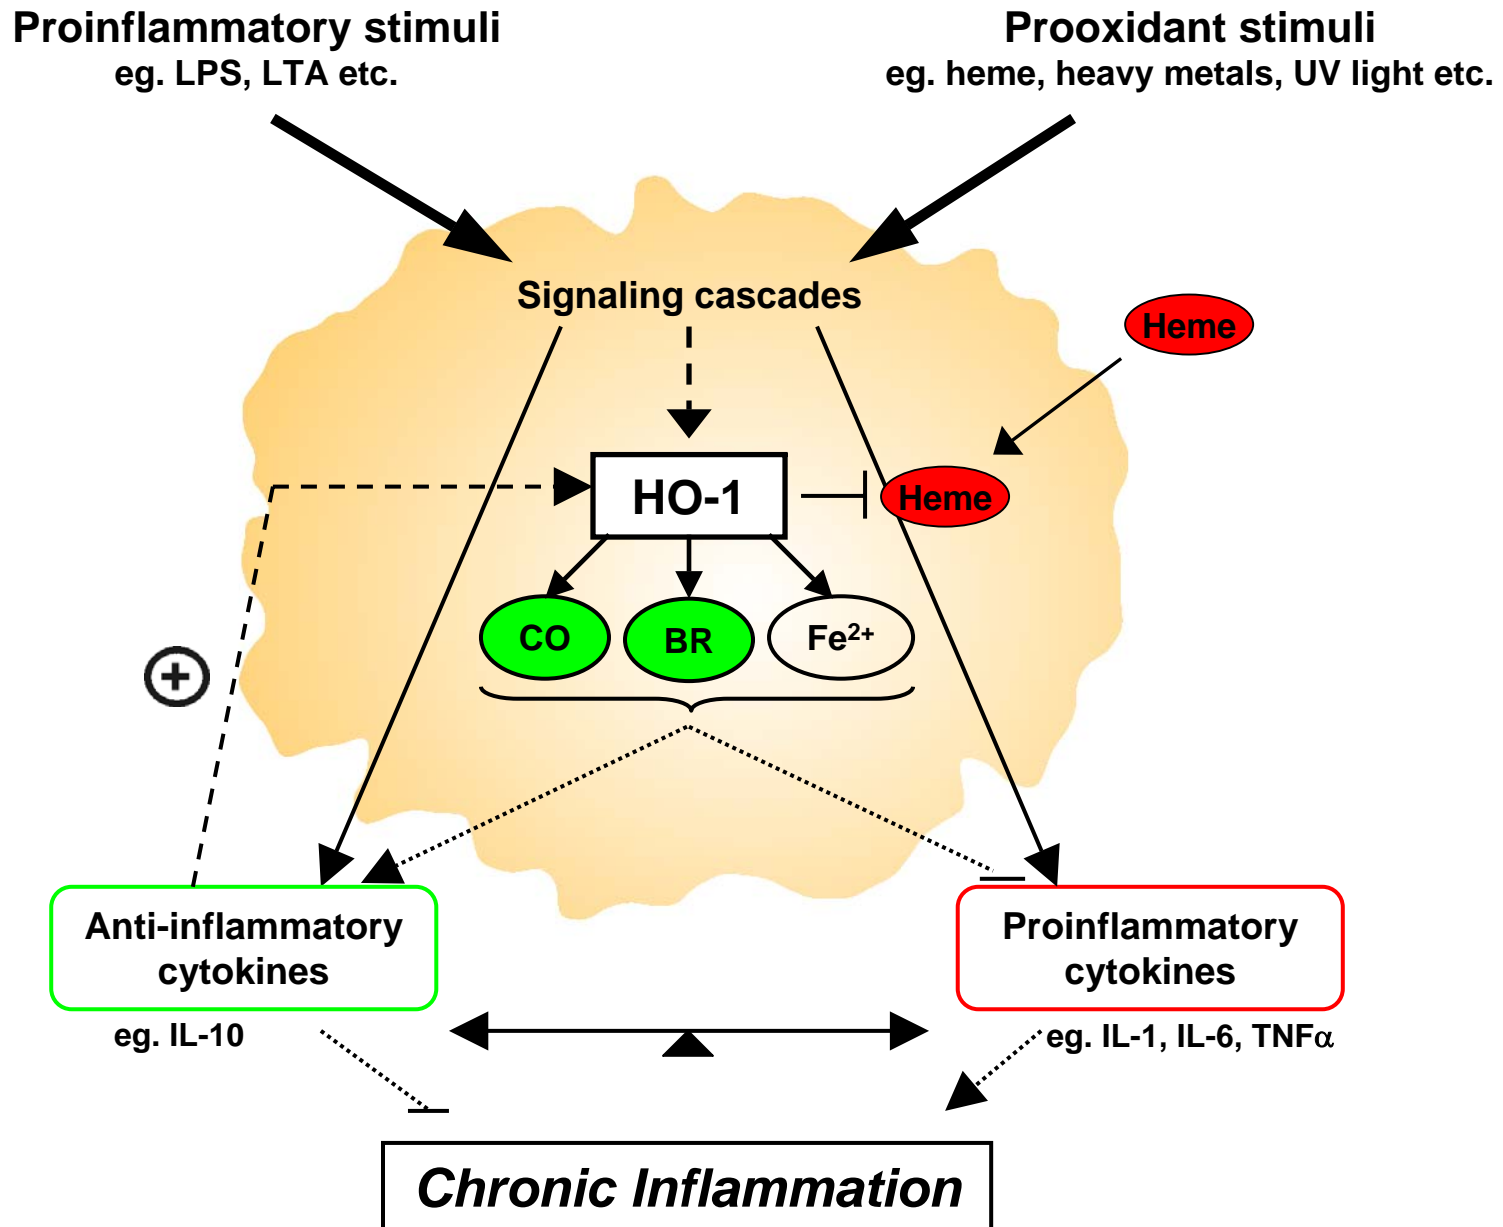 Proinflammatory stimuli
eg. LPS, LTA etc.
Prooxidant stimuli
eg. heme, heavy metals, UV light etc.
Signaling cascades
Heme
HO-1
Heme
CO
BR
Fe²⁺
+
Anti-inflammatory
cytokines
eg. IL-10
Proinflammatory
cytokines
eg. IL-1, IL-6, TNFα
Chronic Inflammation